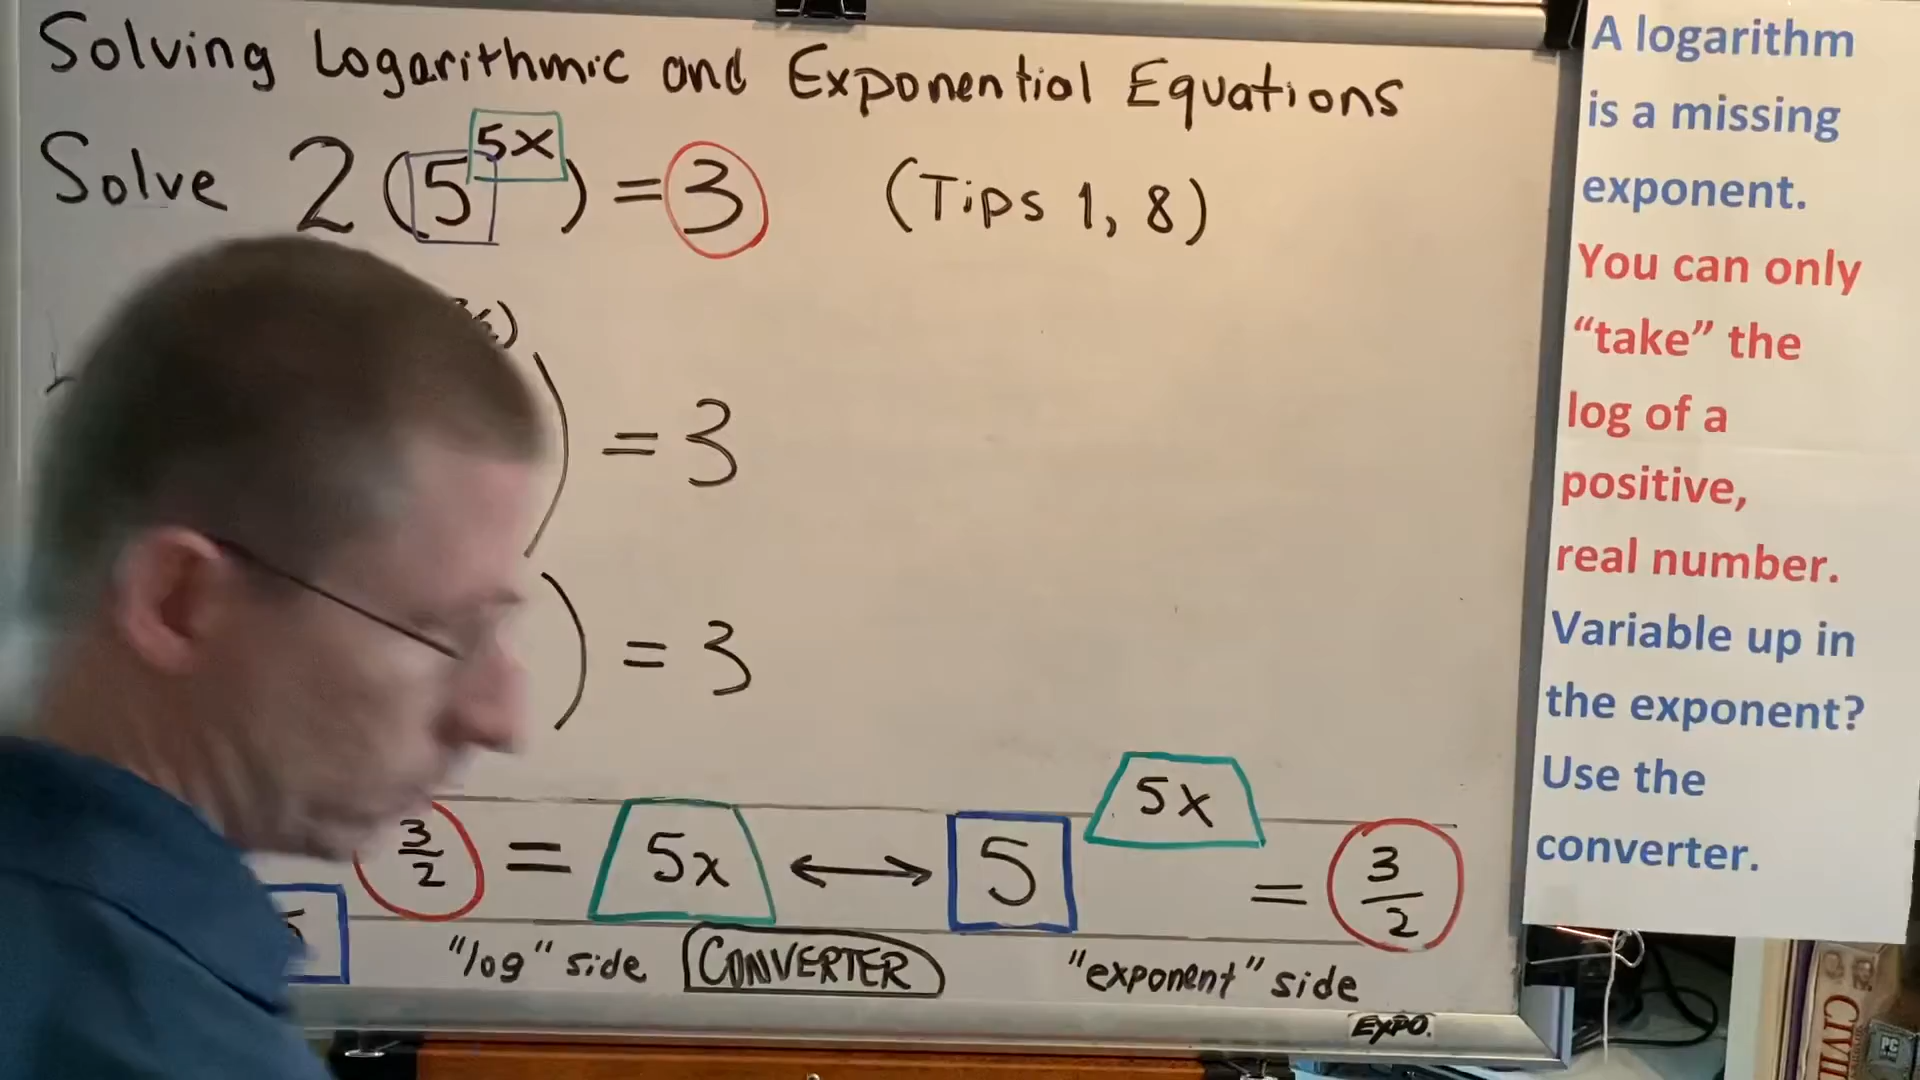 Solving Logarithmic and Exponential Equations
Solve 2(5^{5x}) = 3 (Tips 1, 8)
) = 3
) = 3
3/2 = 5x ↔ 5^{5x} = 3/2
"log" side CONVERTER "exponent" side
EXPO.
A logarithm
is a missing
exponent.
You can only
“take” the
log of a
positive,
real number.
Variable up in
the exponent?
Use the
converter.